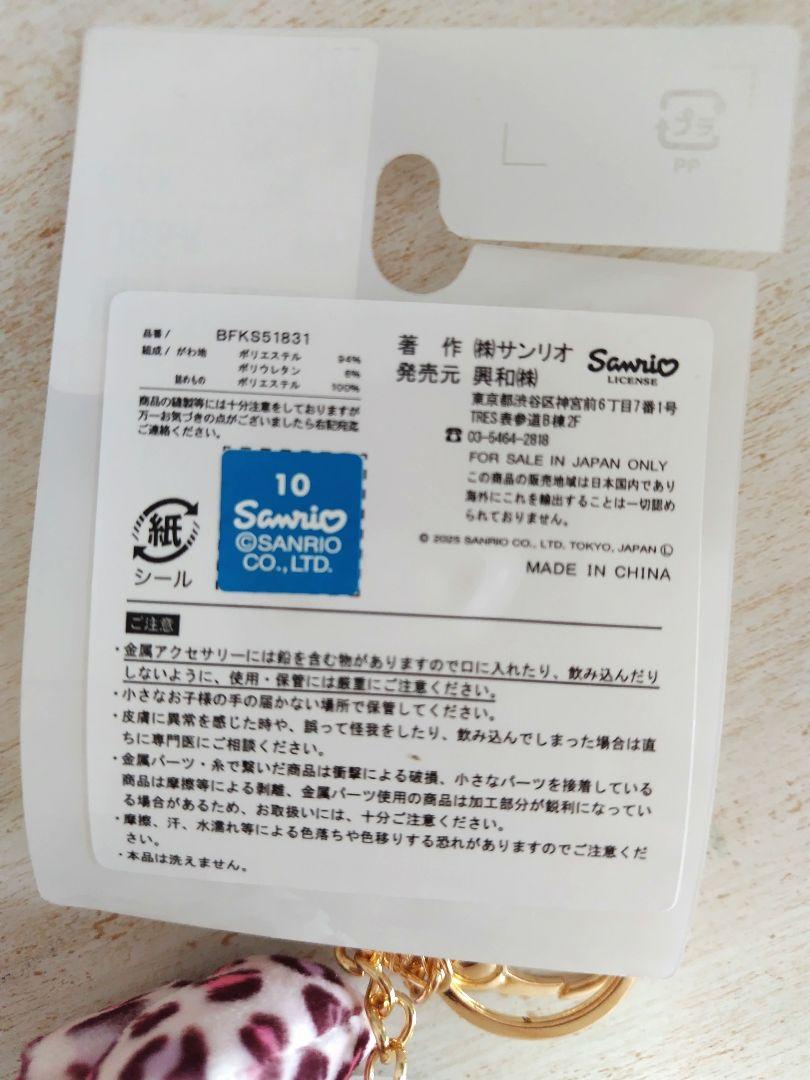 プラ
PP
品番/ BFKS51831
組成/ がわ地 ポリエステル 94%
ポリウレタン 6%
詰めもの ポリエステル 100%
商品の縫製等には十分注意をしておりますが
万一お気づきの点がございましたら右記宛迄
ご連絡ください。
紙
シール
10
Sanrio
©SANRIO
CO.,LTD.
著 作 ㈱サンリオ
発売元 興和㈱
Sanrio
LICENSE
東京都渋谷区神宮前6丁目7番1号
TRES表参道B棟2F
☎ 03-5464-2818
FOR SALE IN JAPAN ONLY
この商品の販売地域は日本国内であり
海外にこれを輸出することは一切認め
られておりません。
© 2025 SANRIO CO., LTD. TOKYO, JAPAN Ⓛ
MADE IN CHINA
ご注意
・金属アクセサリーには鉛を含む物がありますので口に入れたり、飲み込んだり
しないように、使用・保管には厳重にご注意ください。
・小さなお子様の手の届かない場所で保管してください。
・皮膚に異常を感じた時や、誤って怪我をしたり、飲み込んでしまった場合は直
ちに専門医にご相談ください。
・金属パーツ・糸で繋いだ商品は衝撃による破損、小さなパーツを接着している
商品は摩擦等による剥離、金属パーツ使用の商品は加工部分が鋭利になってい
る場合があるため、お取扱いには、十分ご注意ください。
・摩擦、汗、水濡れ等による色落ちや色移りする恐れがありますのでご注意くだ
さい。
・本品は洗えません。